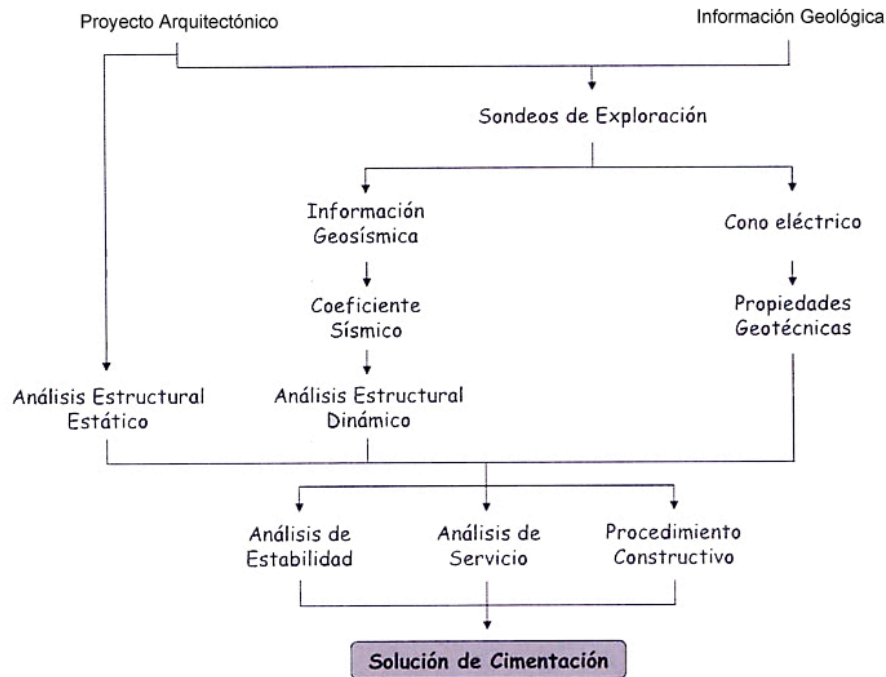 Proyecto Arquitectónico
Información Geológica
Sondeos de Exploración
Información
Geosísmica
Cono eléctrico
Coeficiente
Sísmico
Propiedades
Geotécnicas
Análisis Estructural
Estático
Análisis Estructural
Dinámico
Análisis de
Estabilidad
Análisis de
Servicio
Procedimiento
Constructivo
Solución de Cimentación